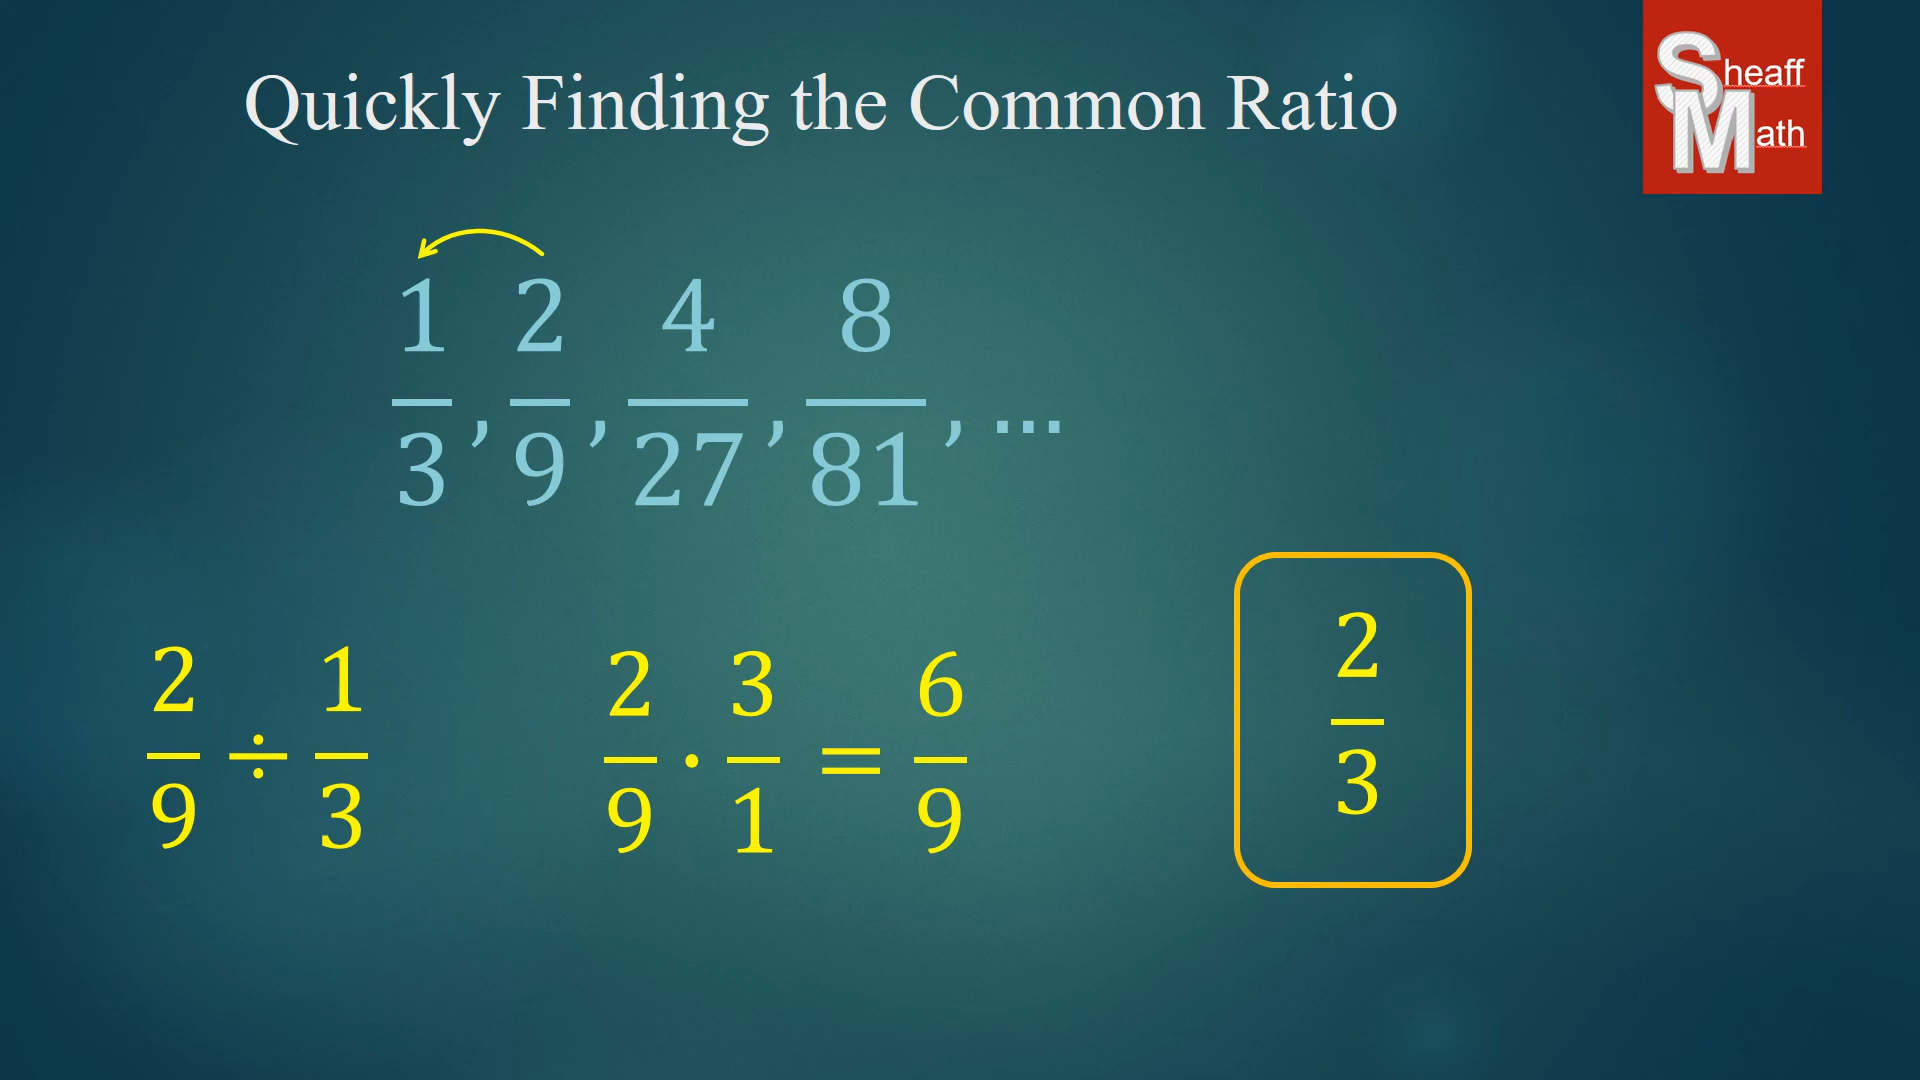 Quickly Finding the Common Ratio
Sheaff
Math
1/3, 2/9, 4/27, 8/81, ...
2/9 ÷ 1/3
2/9 · 3/1 = 6/9
2/3